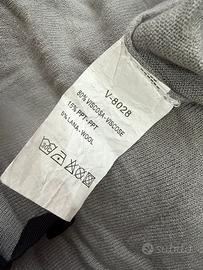 V-8028
80% VISCOSA - VISCOSE
15% PPT - PPT
5% LANA - WOOL
subito